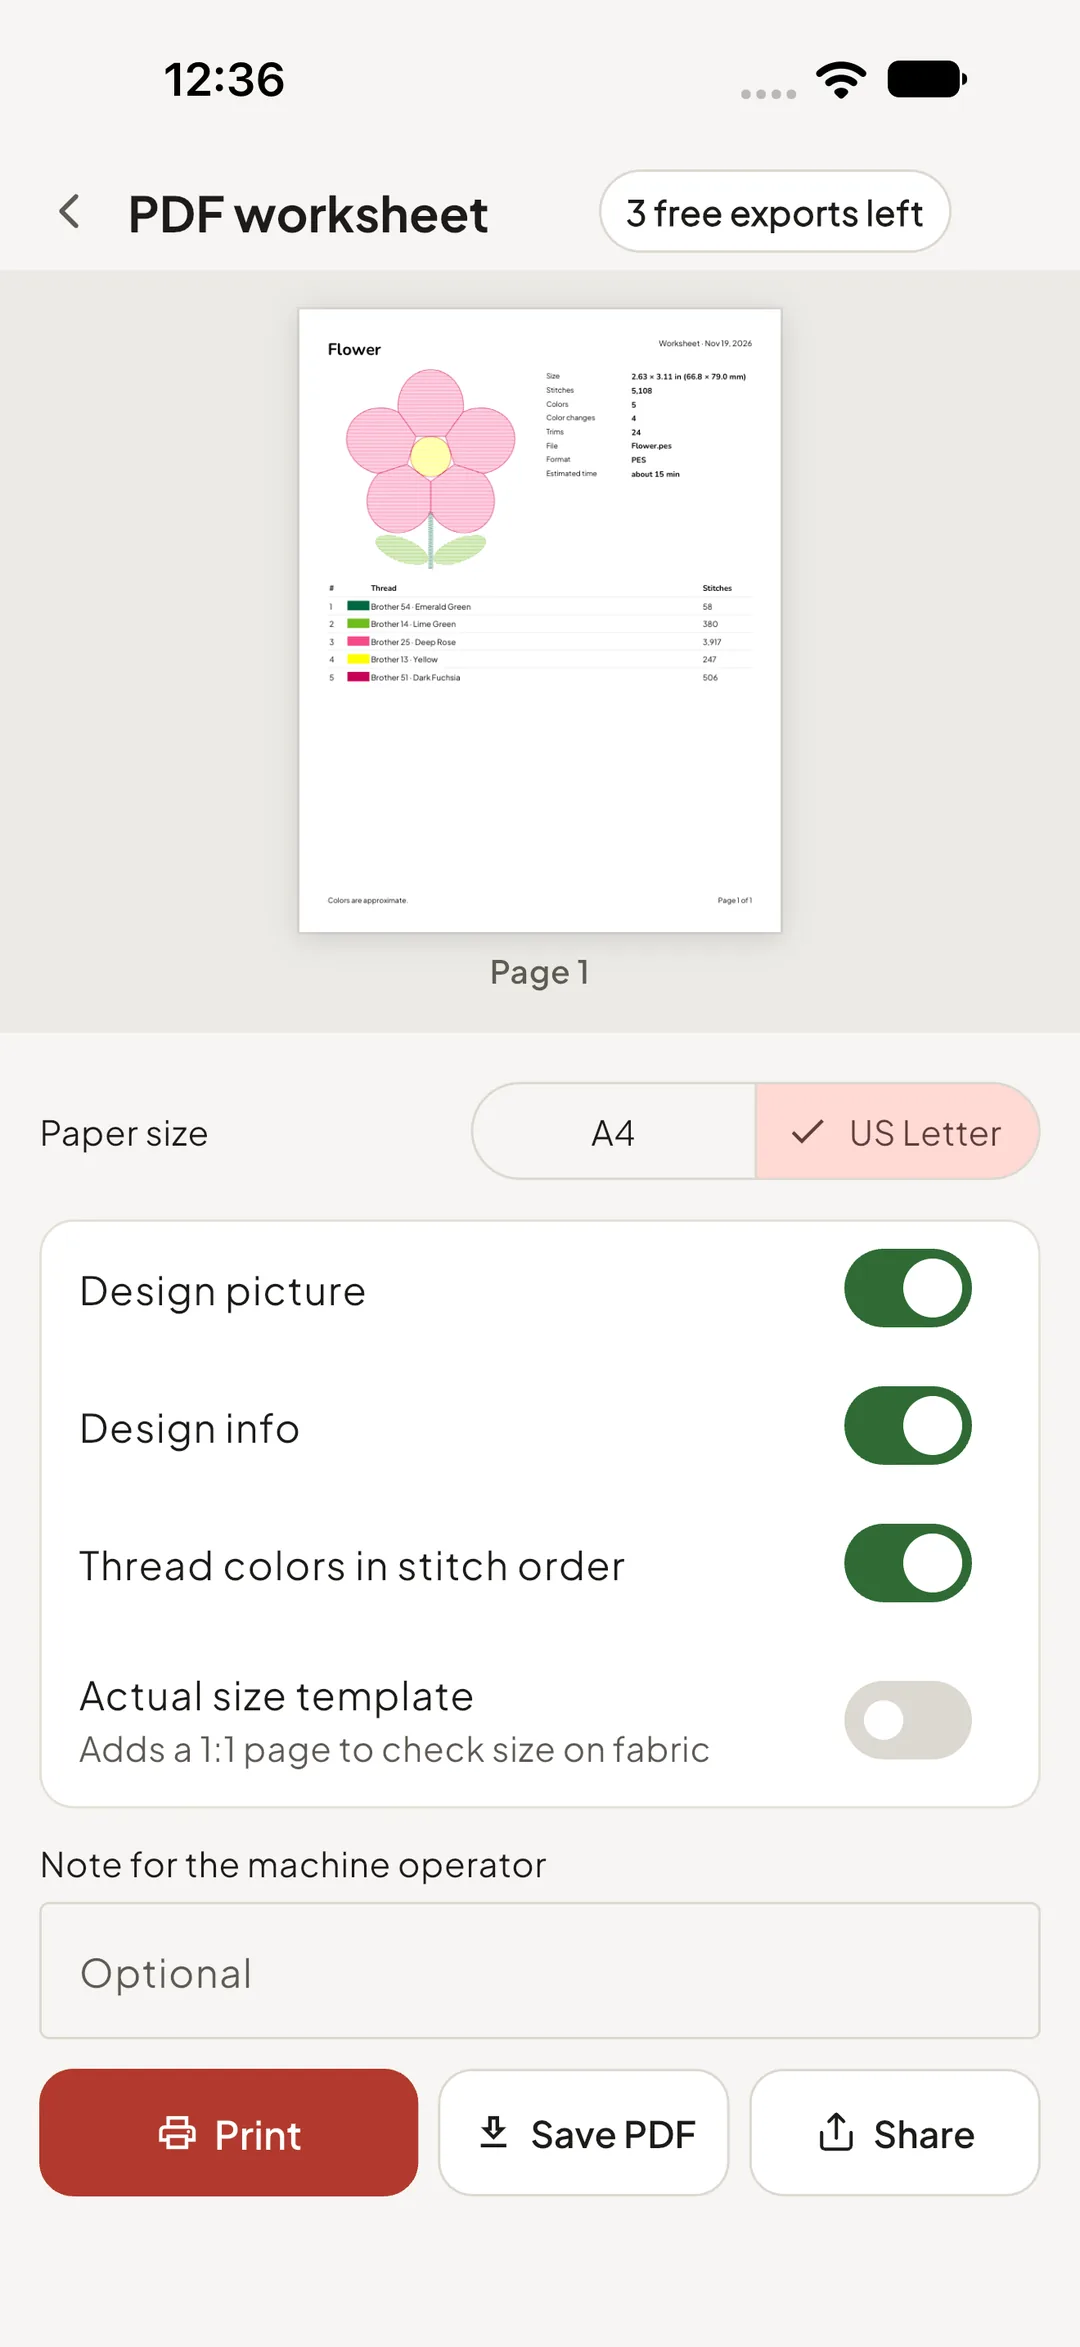 12:36
PDF worksheet
3 free exports left
Flower
Worksheet · Nov 19, 2026
Size 2.63 × 3.11 in (66.8 × 79.0 mm)
Stitches 5,108
Colors 5
Color changes 4
Trims 24
File Flower.pes
Format PES
Estimated time about 15 min
# Thread Stitches
1 Brother 54 · Emerald Green 58
2 Brother 14 · Lime Green 380
3 Brother 25 · Deep Rose 3,917
4 Brother 13 · Yellow 247
5 Brother 51 · Dark Fuchsia 506
Colors are approximate.
Page 1 of 1
Page 1
Paper size
A4
US Letter
Design picture
Design info
Thread colors in stitch order
Actual size template
Adds a 1:1 page to check size on fabric
Note for the machine operator
Optional
Print
Save PDF
Share